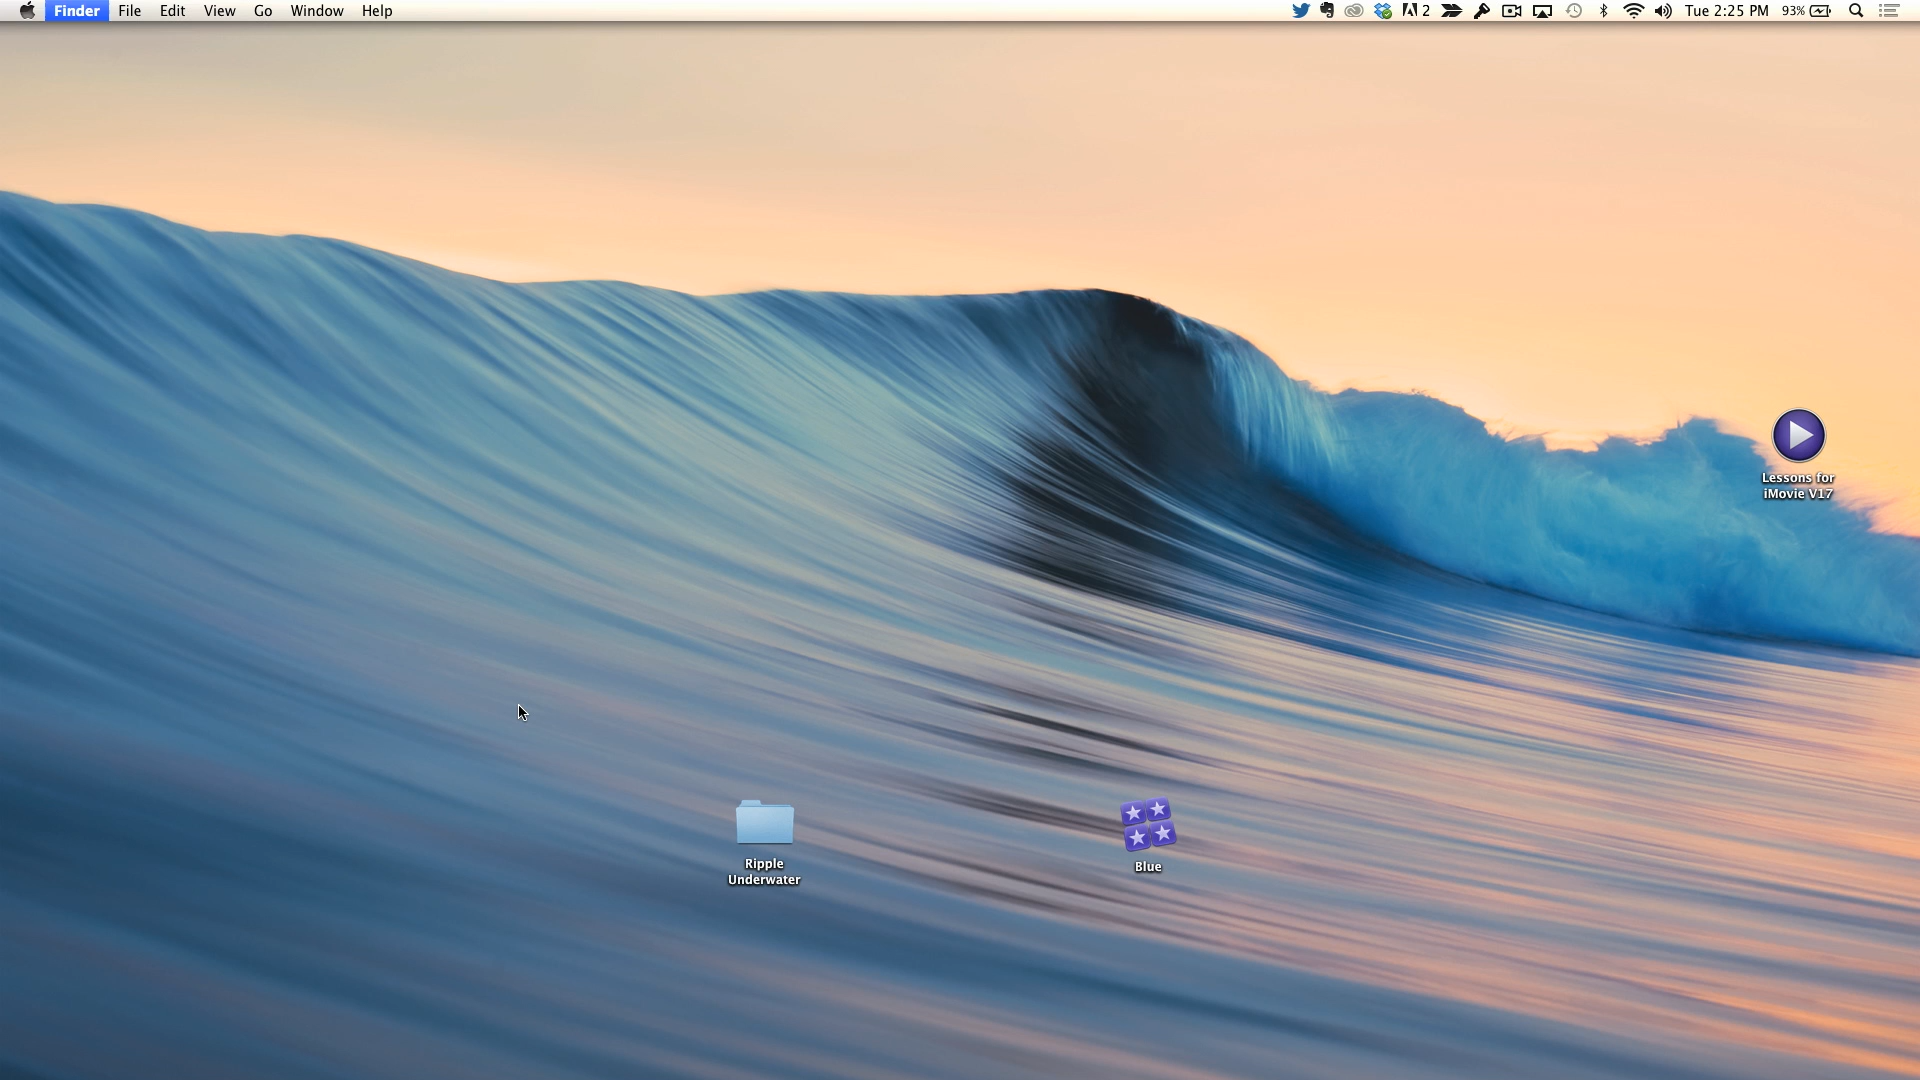 Finder File Edit View Go Window Help 2 Tue 2:25 PM 93%
Lessons for
iMovie V17
Ripple
Underwater
Blue